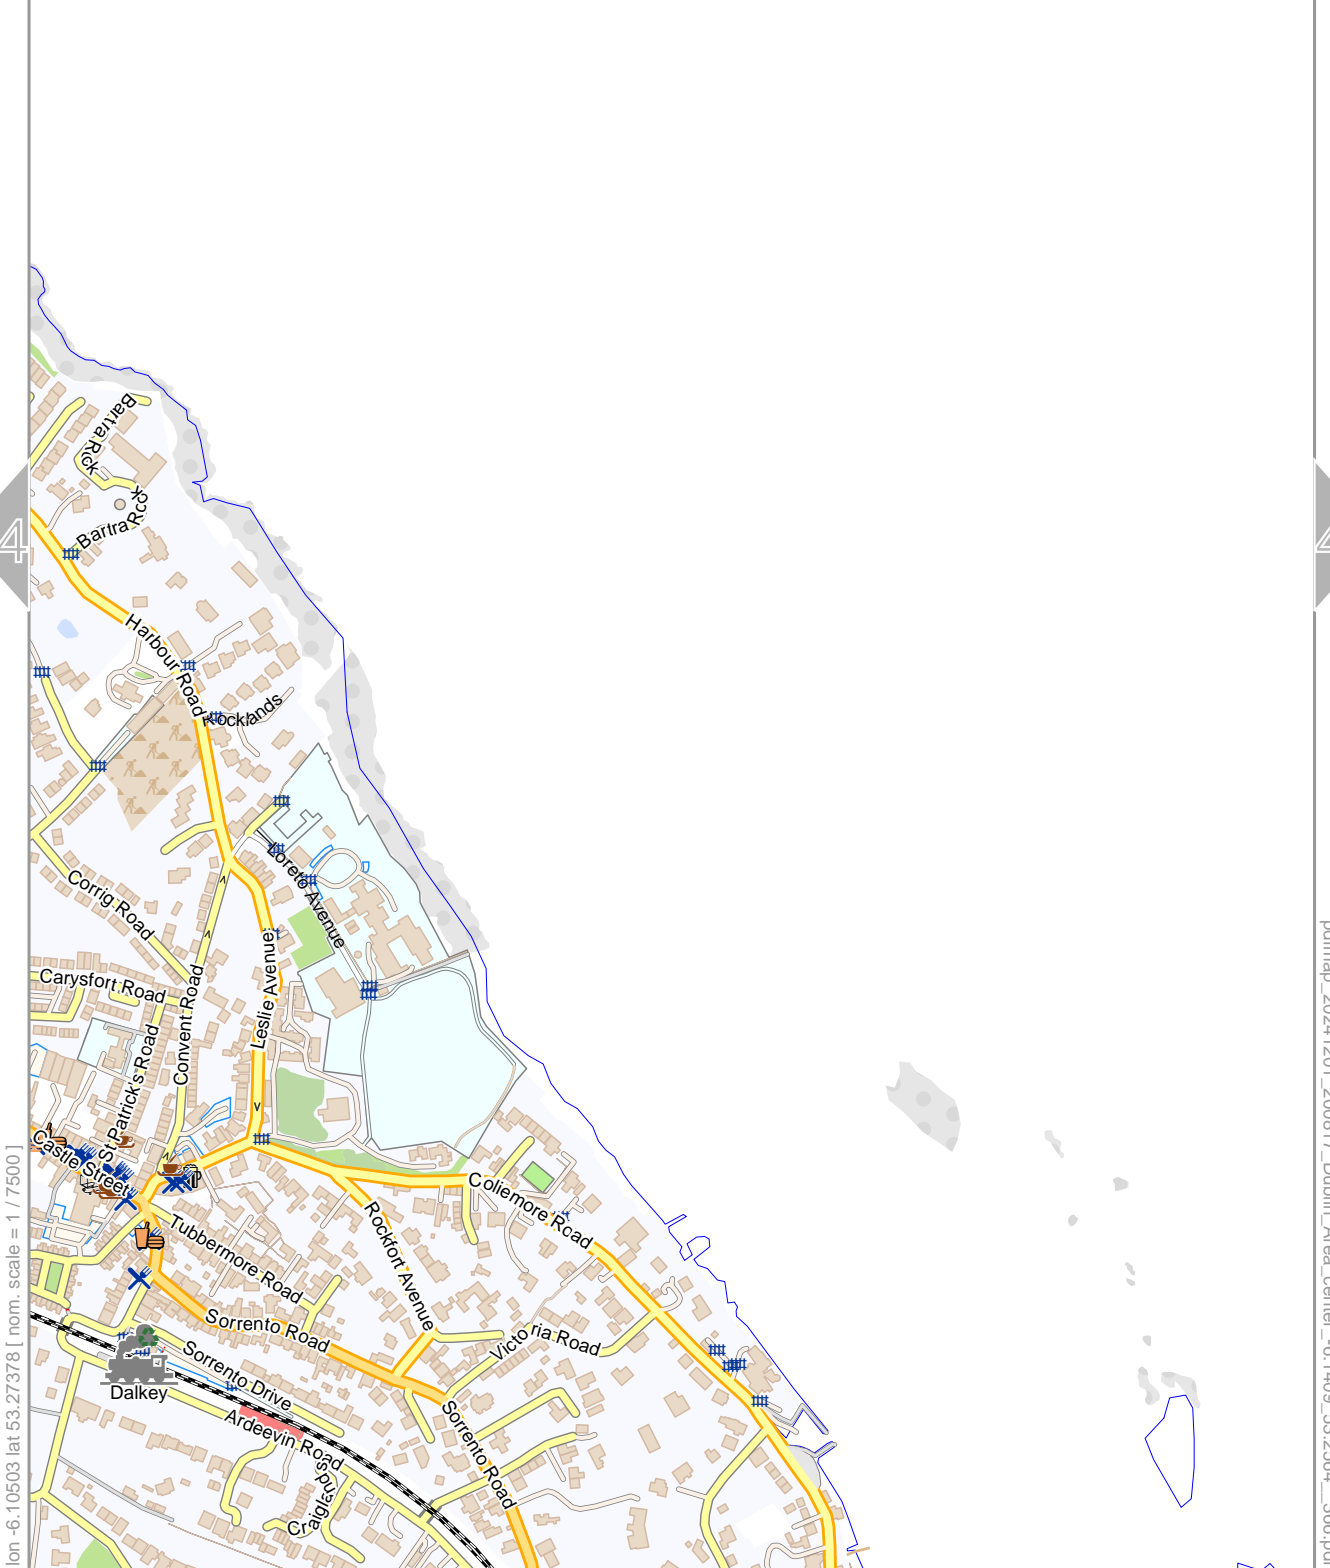 Bartra Rock
Bartra Rock
4
Harbour Road
Rocklands
Loreto Avenue
Corrig Road
Carysfort Road
Convent Road
Leslie Avenue
St Patrick's Road
Castle Street
Coliemore Road
Rockfort Avenue
Tubbermore Road
Sorrento Road
Victoria Road
Sorrento Drive
Dalkey
Ardeevin Road
Sorrento Road
lon -6.10503 lat 53.27378 [ nom. scale = 1 / 7500 ]